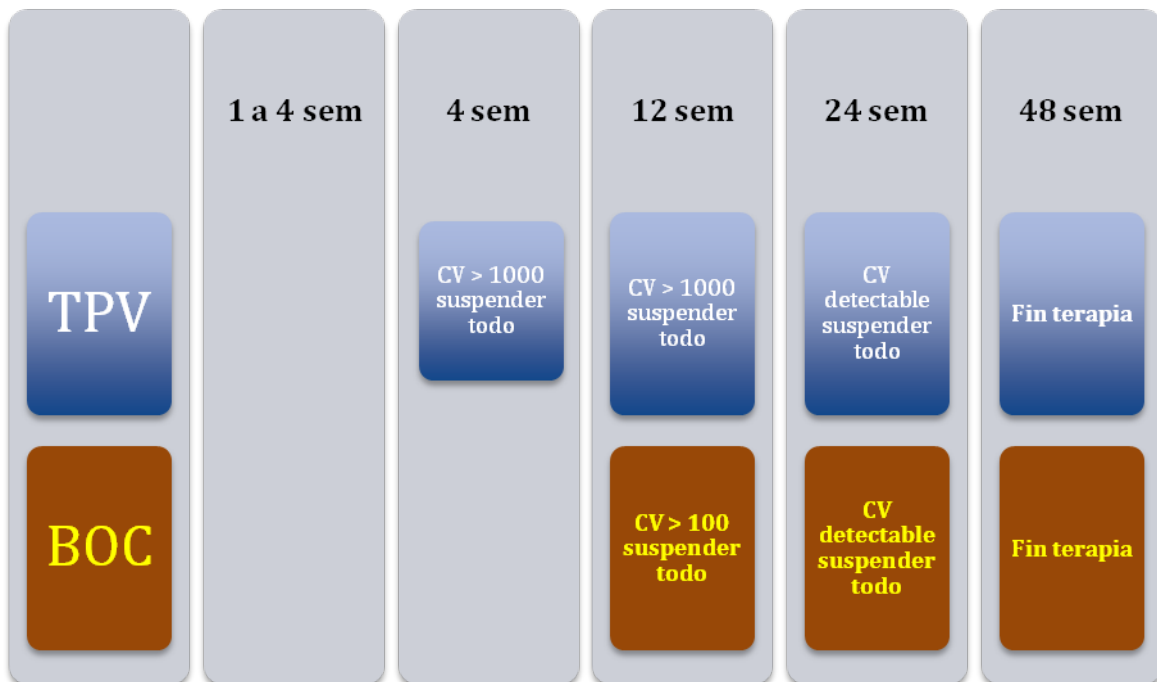 1 a 4 sem
4 sem
12 sem
24 sem
48 sem
TPV
CV > 1000
suspender
todo
CV > 1000
suspender
todo
CV
detectable
suspender
todo
Fin terapia
BOC
CV > 100
suspender
todo
CV
detectable
suspender
todo
Fin terapia